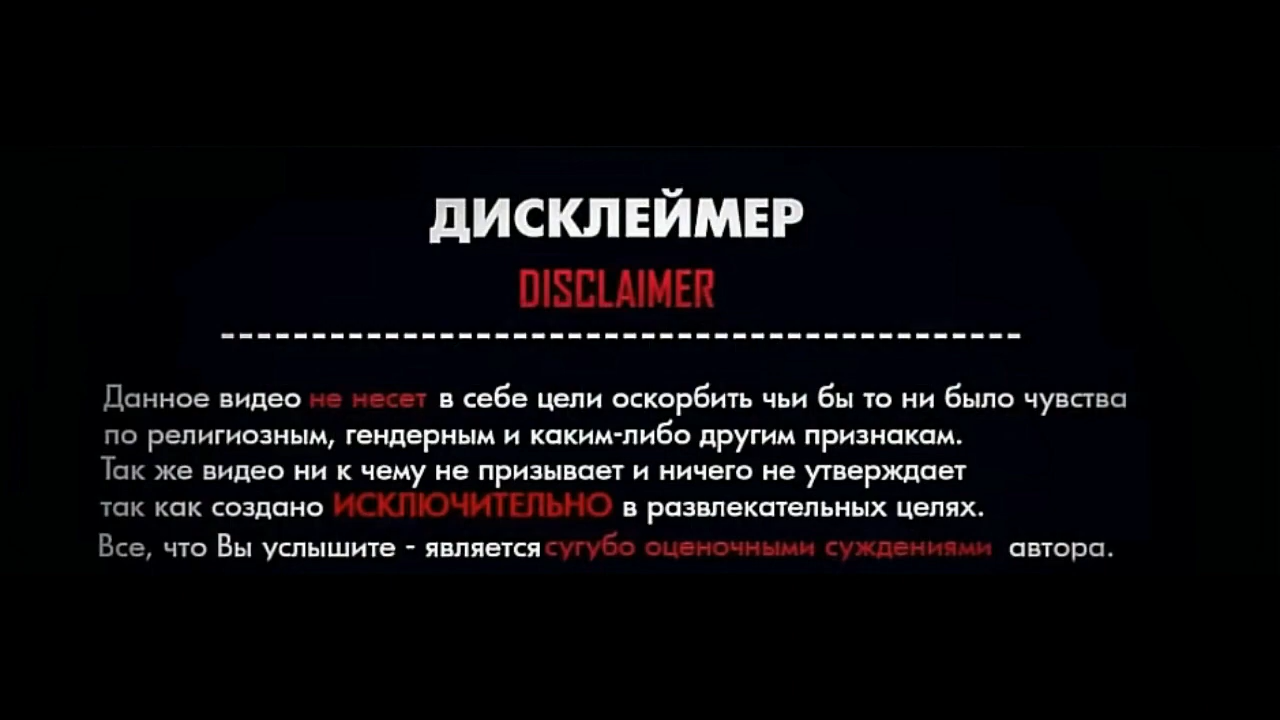 ДИСКЛЕЙМЕР
DISCLAIMER
--------------------------------------------
Данное видео не несет в себе цели оскорбить чьи бы то ни было чувства
по религиозным, гендерным и каким-либо другим признакам.
Так же видео ни к чему не призывает и ничего не утверждает
так как создано ИСКЛЮЧИТЕЛЬНО в развлекательных целях.
Все, что Вы услышите - является сугубо оценочными суждениями автора.